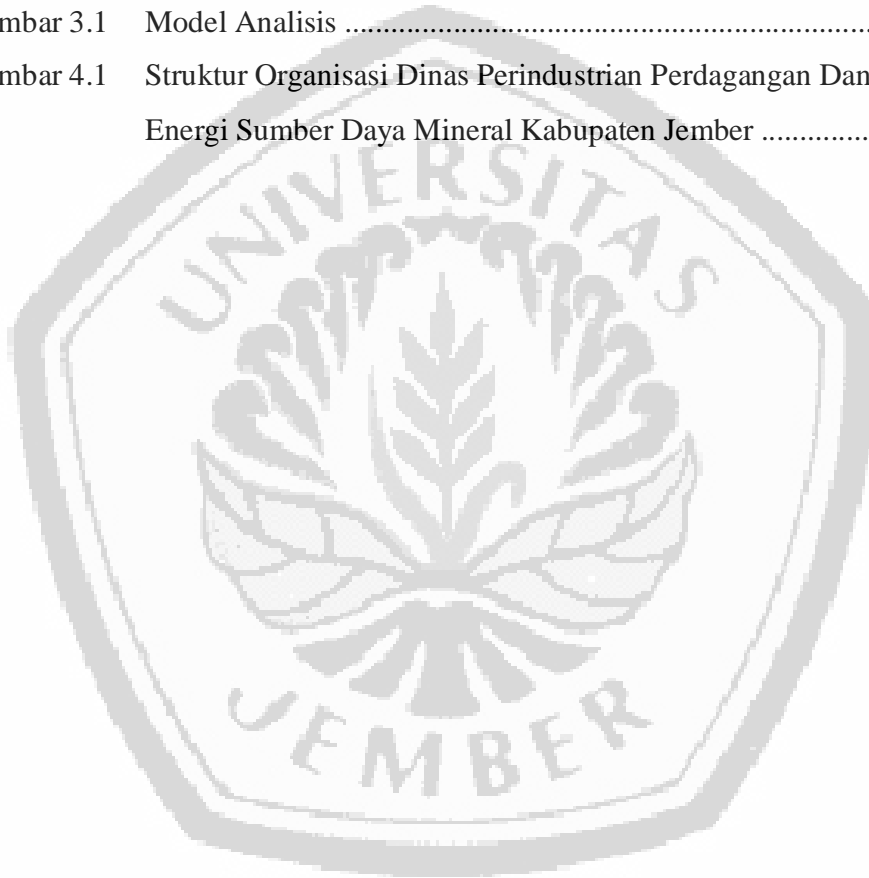 mbar 3.1 Model Analisis ......................................................................
mbar 4.1 Struktur Organisasi Dinas Perindustrian Perdagangan Dan
Energi Sumber Daya Mineral Kabupaten Jember ..............
UNIVERSITAS
JEMBER